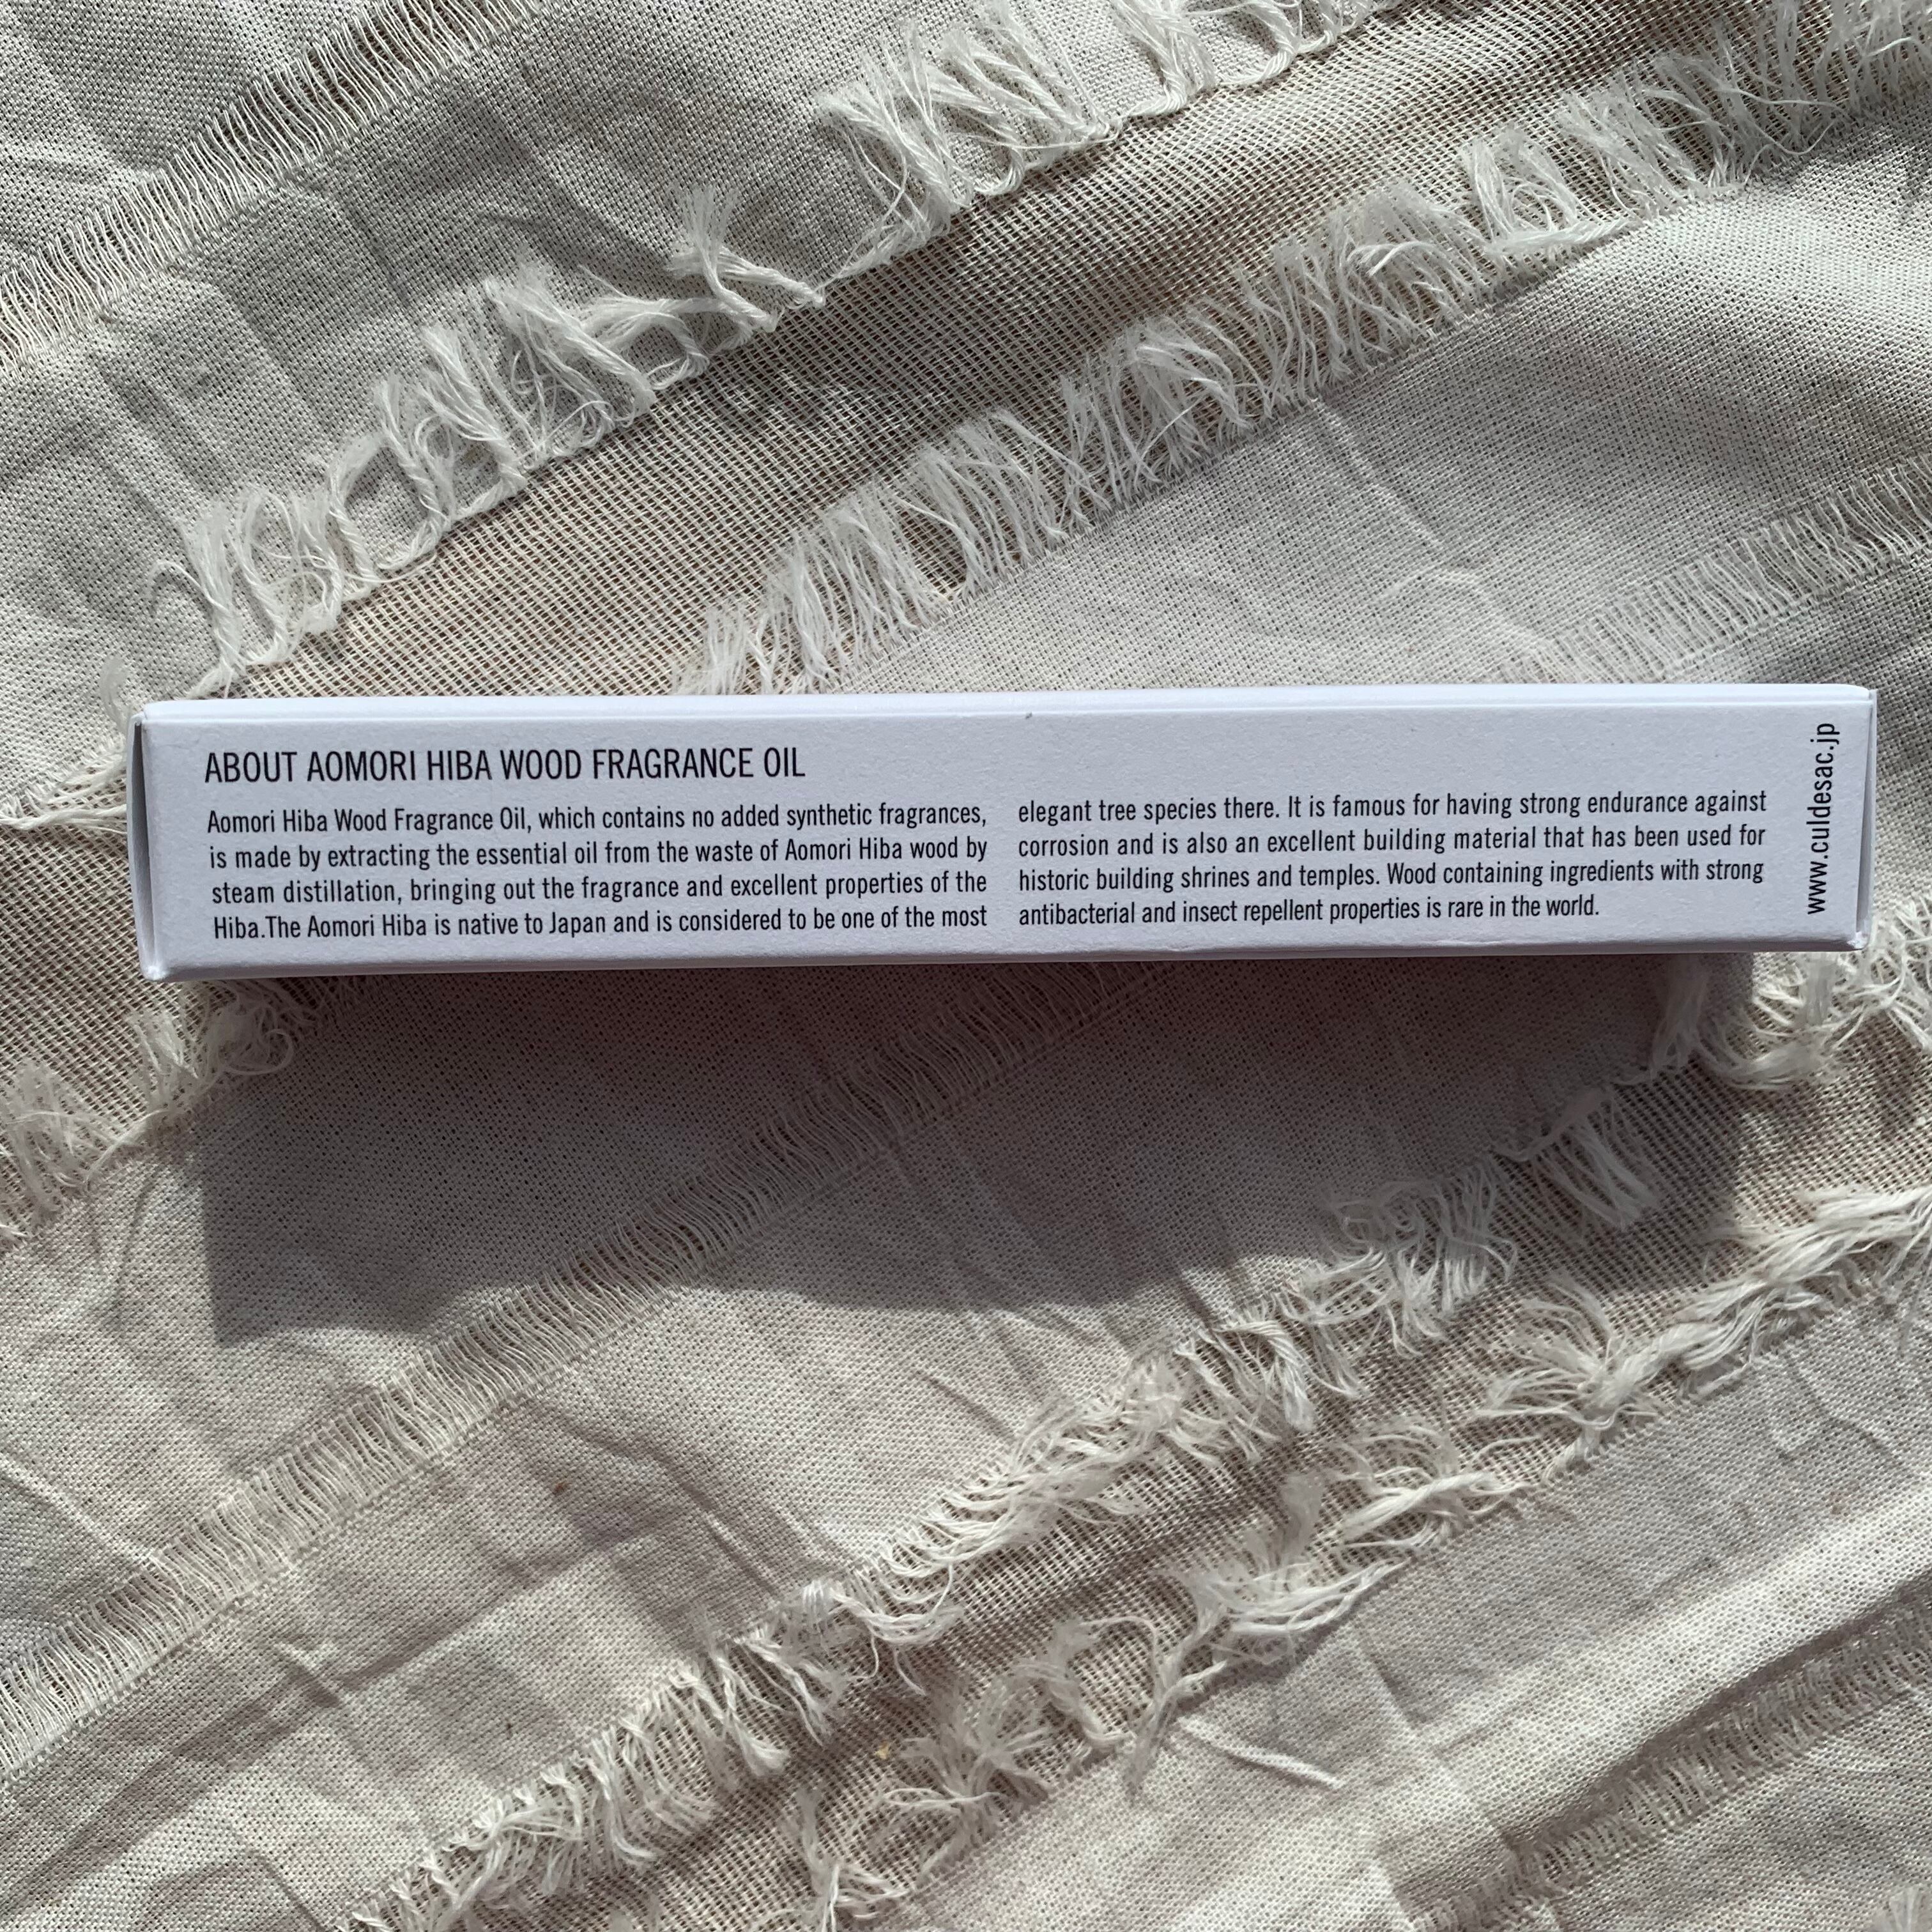 ABOUT AOMORI HIBA WOOD FRAGRANCE OIL
Aomori Hiba Wood Fragrance Oil, which contains no added synthetic fragrances,
is made by extracting the essential oil from the waste of Aomori Hiba wood by
steam distillation, bringing out the fragrance and excellent properties of the
Hiba.The Aomori Hiba is native to Japan and is considered to be one of the most
elegant tree species there. It is famous for having strong endurance against
corrosion and is also an excellent building material that has been used for
historic building shrines and temples. Wood containing ingredients with strong
antibacterial and insect repellent properties is rare in the world.
www.culdesac.jp